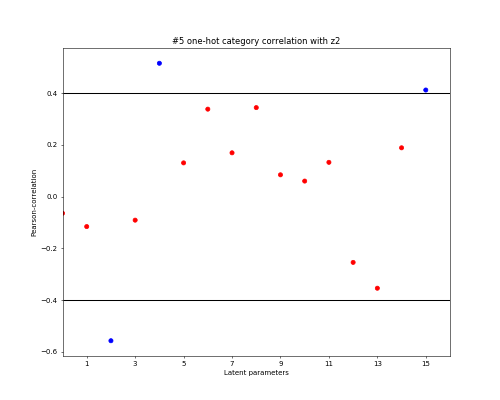 #5 one-hot category correlation with z2
0.4
0.2
0.0
−0.2
−0.4
−0.6
Pearson-correlation
1 3 5 7 9 11 13 15
Latent parameters